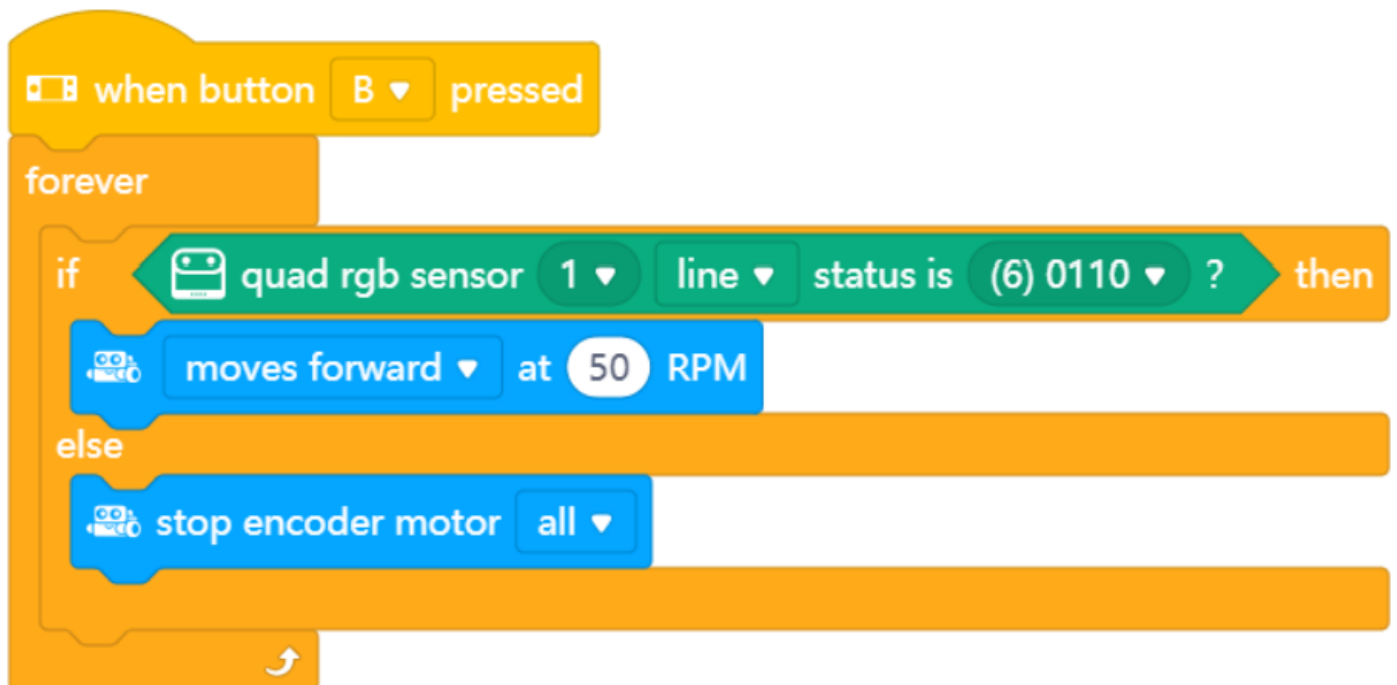 when button B pressed
forever
if quad rgb sensor 1 line status is (6) 0110 ? then
moves forward at 50 RPM
else
stop encoder motor all